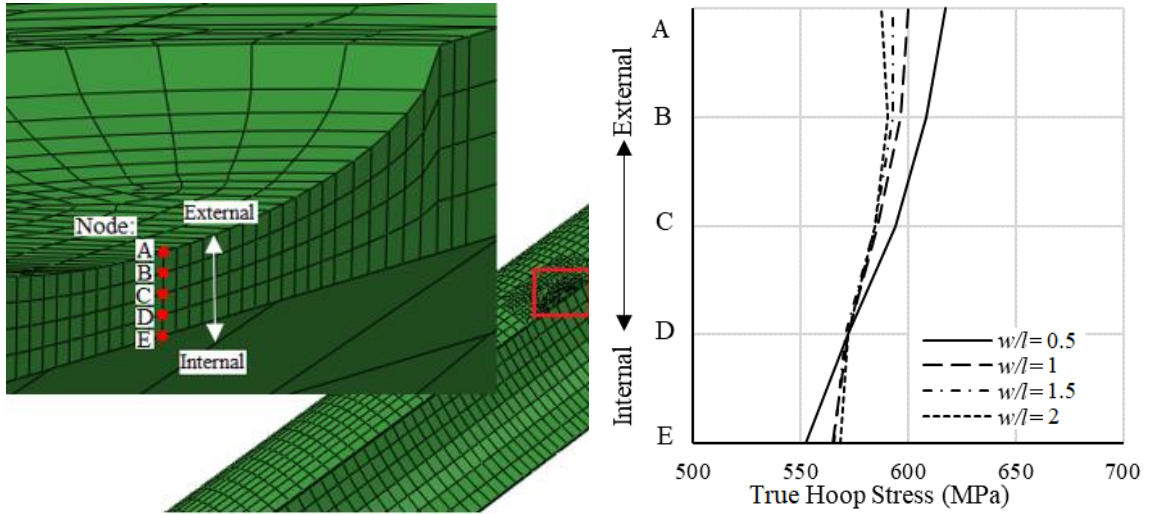 Node:
External
A
B
C
D
E
Internal
External
Internal
A
B
C
D
E
w/l= 0.5
w/l= 1
w/l= 1.5
w/l= 2
500
550
600
650
700
True Hoop Stress (MPa)